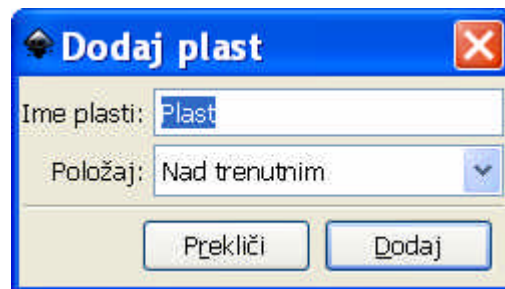 Dodaj plast
Ime plasti: Plast
Položaj: Nad trenutnim
Prekliči Dodaj